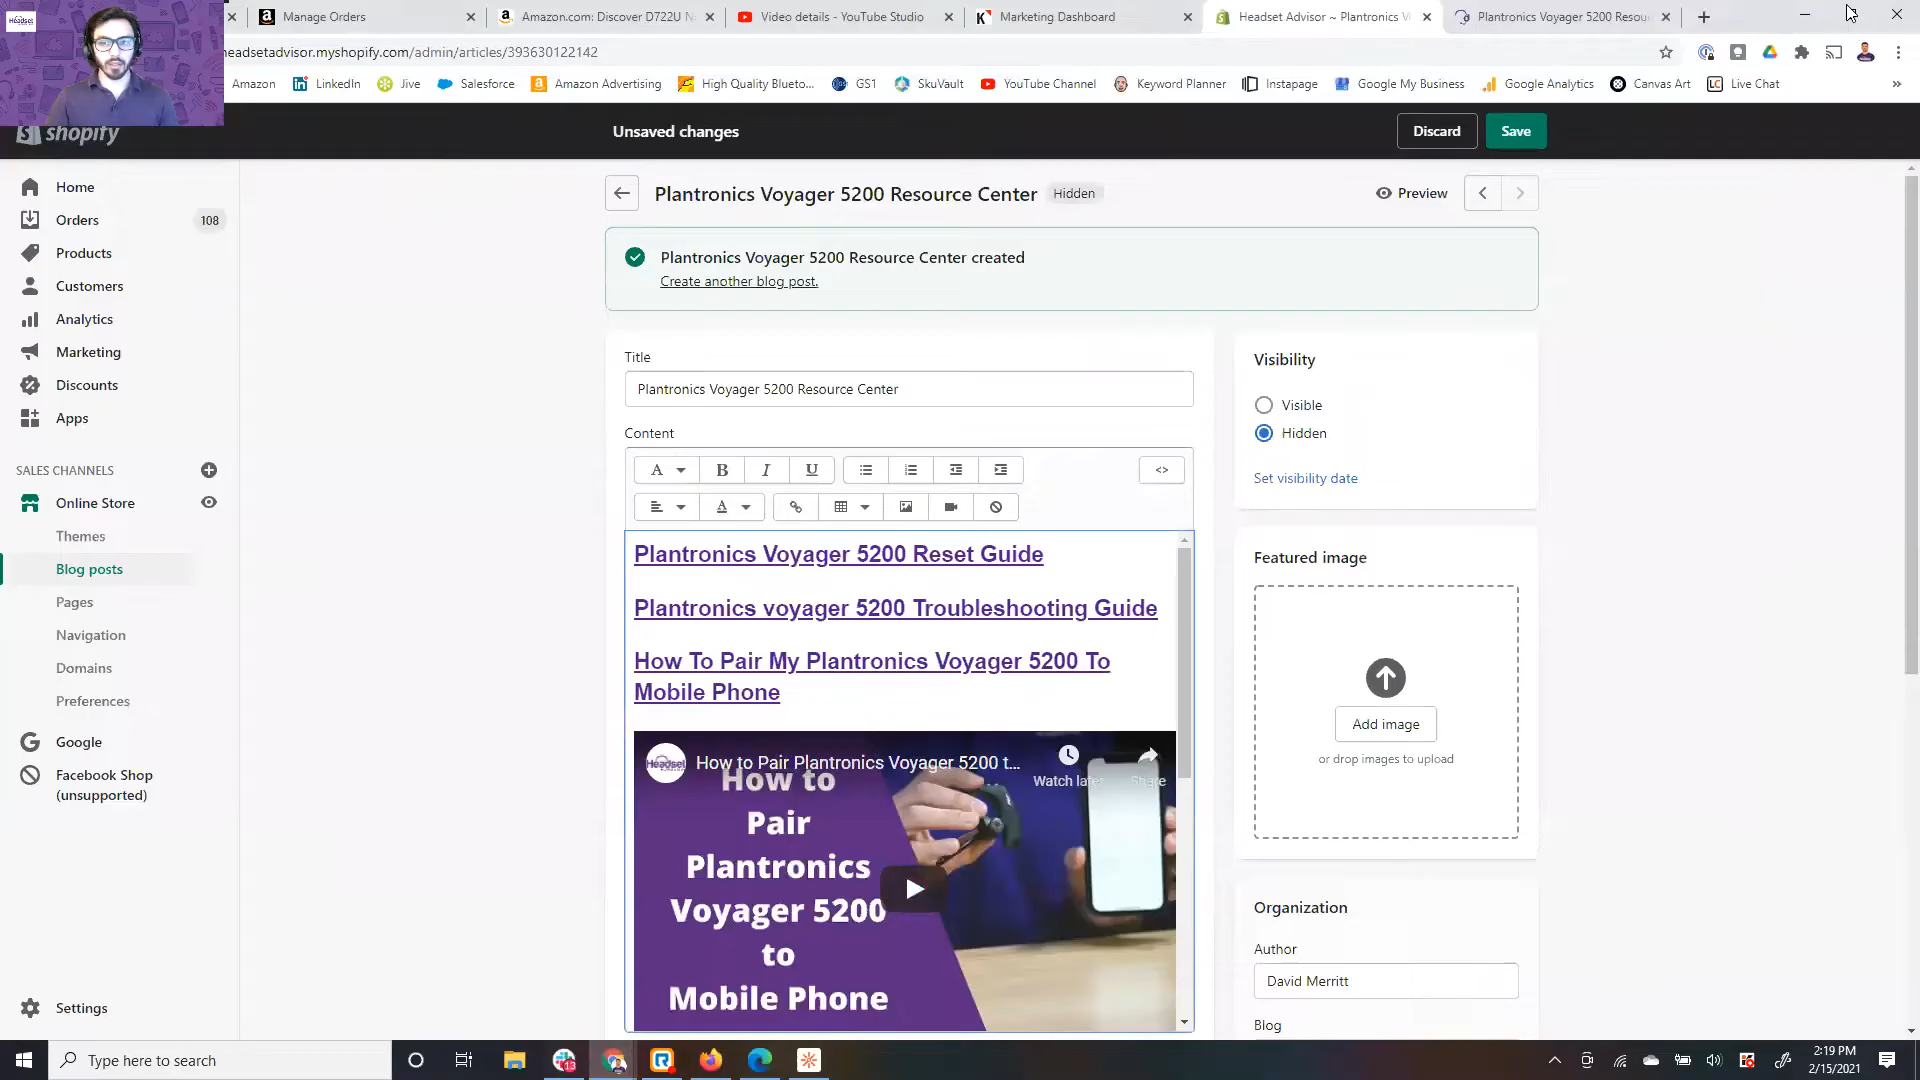 Headset
Manage Orders
Amazon.com: Discover D722U N
Video details - YouTube Studio
Marketing Dashboard
Headset Advisor ~ Plantronics V
Plantronics Voyager 5200 Resour
headsetadvisor.myshopify.com/admin/articles/393630122142
Amazon
LinkedIn
Jive
Salesforce
Amazon Advertising
High Quality Blueto...
GS1
SkuVault
YouTube Channel
Keyword Planner
Instapage
Google My Business
Google Analytics
Canvas Art
LC Live Chat
shopify
Unsaved changes
Discard
Save
Home
Orders 108
Products
Customers
Analytics
Marketing
Discounts
Apps
SALES CHANNELS
Online Store
Themes
Blog posts
Pages
Navigation
Domains
Preferences
Google
Facebook Shop
(unsupported)
Settings
Plantronics Voyager 5200 Resource Center Hidden
Preview
Plantronics Voyager 5200 Resource Center created
Create another blog post.
Title
Plantronics Voyager 5200 Resource Center
Content
A B I U
<>
A
Plantronics Voyager 5200 Reset Guide
Plantronics voyager 5200 Troubleshooting Guide
How To Pair My Plantronics Voyager 5200 To
Mobile Phone
Headset
How to Pair Plantronics Voyager 5200 t...
Watch later
Share
How to
Pair
Plantronics
Voyager 5200
to
Mobile Phone
Visibility
Visible
Hidden
Set visibility date
Featured image
Add image
or drop images to upload
Organization
Author
David Merritt
Blog
Type here to search
13
2:19 PM
2/15/2021